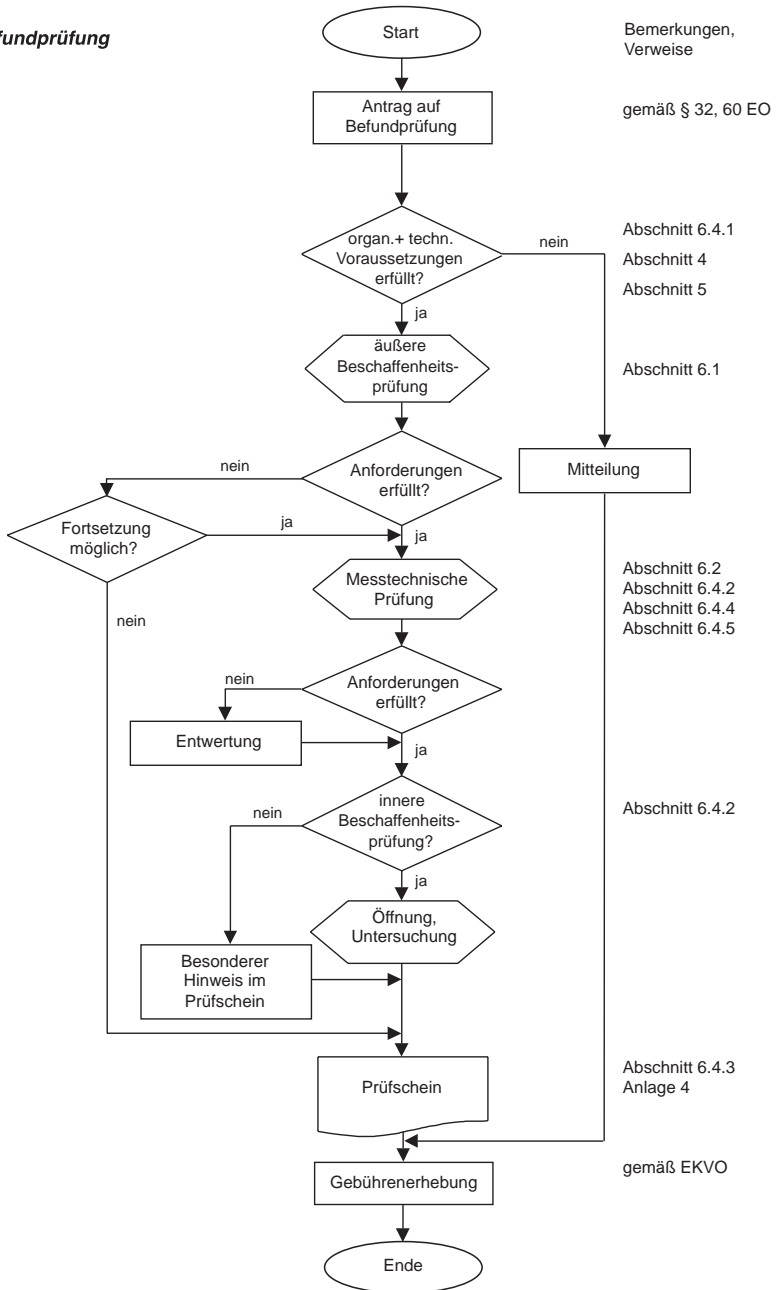 fundprüfung
Start
Bemerkungen,
Verweise
Antrag auf
Befundprüfung
gemäß § 32, 60 EO
organ.+ techn.
Voraussetzungen
erfüllt?
nein
Abschnitt 6.4.1
Abschnitt 4
Abschnitt 5
ja
äußere
Beschaffenheits-
prüfung
Abschnitt 6.1
nein
Anforderungen
erfüllt?
Mitteilung
Fortsetzung
möglich?
ja
ja
nein
Messtechnische
Prüfung
Abschnitt 6.2
Abschnitt 6.4.2
Abschnitt 6.4.4
Abschnitt 6.4.5
nein
Anforderungen
erfüllt?
Entwertung
ja
nein
innere
Beschaffenheits-
prüfung?
Abschnitt 6.4.2
ja
Öffnung,
Untersuchung
Besonderer
Hinweis im
Prüfschein
Prüfschein
Abschnitt 6.4.3
Anlage 4
Gebührenerhebung
gemäß EKVO
Ende